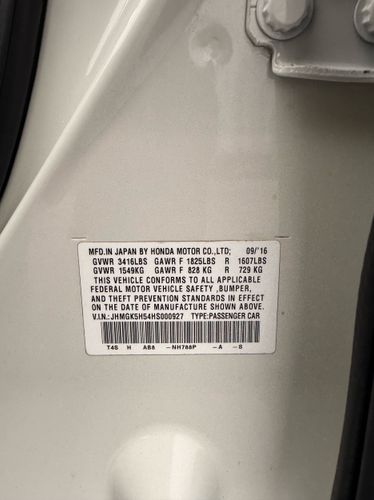 MFD.IN JAPAN BY HONDA MOTOR CO.,LTD; 09/'16
GVWR 3416LBS GAWR F 1825LBS R 1607LBS
GVWR 1549KG GAWR F 828 KG R 729 KG
THIS VEHICLE CONFORMS TO ALL APPLICABLE
FEDERAL MOTOR VEHICLE SAFETY ,BUMPER,
AND THEFT PREVENTION STANDARDS IN EFFECT
ON THE DATE OF MANUFACTURE SHOWN ABOVE.
V.I.N.: JHMGK5H54HS000927 TYPE:PASSENGER CAR
T4S H AB8 -NH788P -A -S